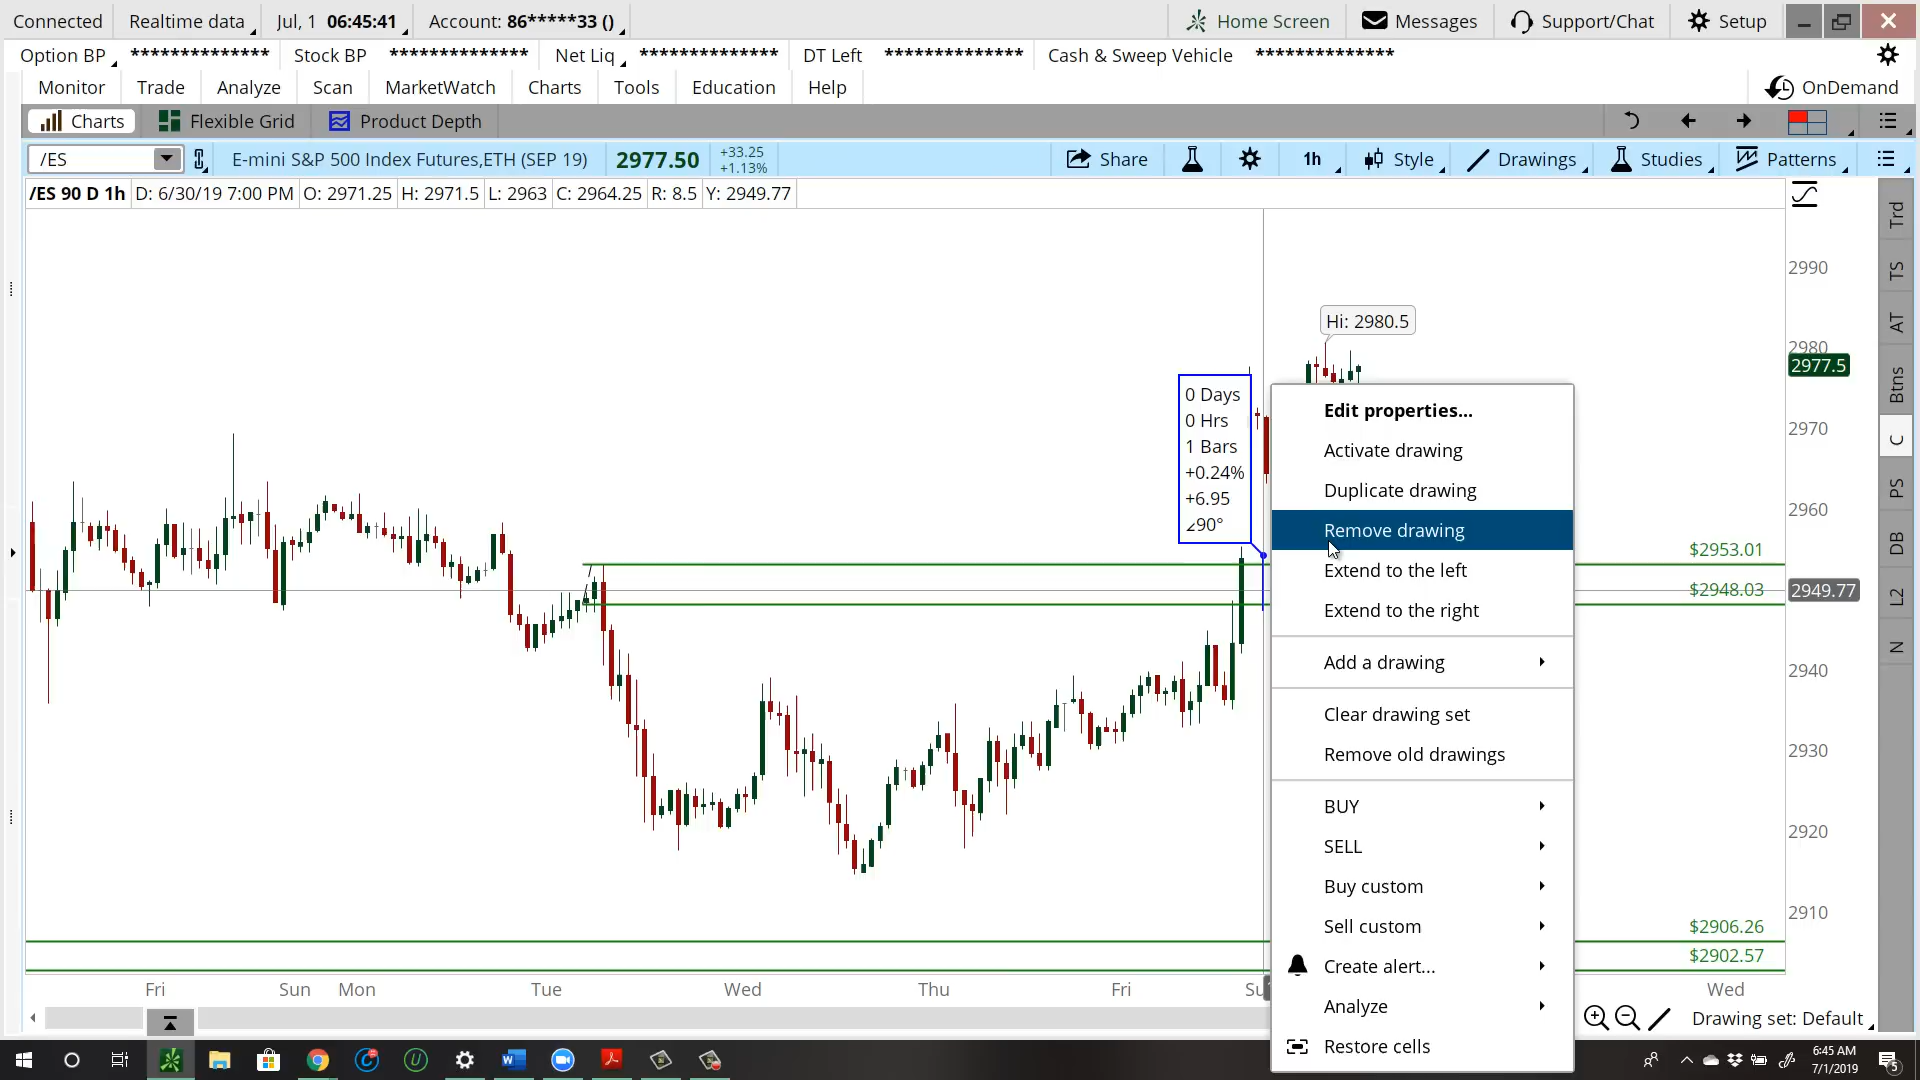 Connected Realtime data Jul, 1 06:45:41 Account: 86*****33 () Home Screen Messages Support/Chat Setup
Option BP ************** Stock BP ************** Net Liq ************** DT Left ************** Cash & Sweep Vehicle **************
Monitor Trade Analyze Scan MarketWatch Charts Tools Education Help OnDemand
Charts Flexible Grid Product Depth
/ES E-mini S&P 500 Index Futures,ETH (SEP 19) 2977.50 +33.25 +1.13% Share 1h Style Drawings Studies Patterns
/ES 90 D 1h D: 6/30/19 7:00 PM O: 2971.25 H: 2971.5 L: 2963 C: 2964.25 R: 8.5 Y: 2949.77
Trd
TS
AT
Btns
C
PS
DB
L2
N
2990
Hi: 2980.5
2980
2977.5
2970
2960
2949.77
2940
2930
2920
2910
0 Days
0 Hrs
1 Bars
+0.24%
+6.95
∠90°
$2953.01
$2948.03
$2906.26
$2902.57
Edit properties...
Activate drawing
Duplicate drawing
Remove drawing
Extend to the left
Extend to the right
Add a drawing
Clear drawing set
Remove old drawings
BUY
SELL
Buy custom
Sell custom
Create alert...
Analyze
Restore cells
Fri Sun Mon Tue Wed Thu Fri Su Wed
Drawing set: Default
6:45 AM
7/1/2019
5